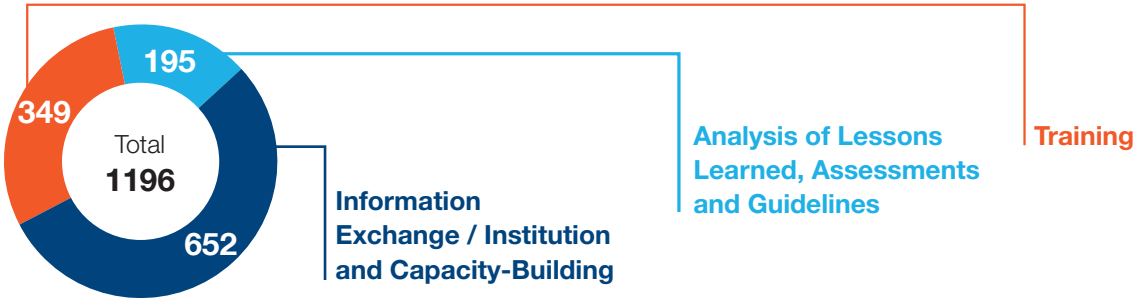 195
349
Total
1196
652
Information
Exchange / Institution
and Capacity-Building
Analysis of Lessons
Learned, Assessments
and Guidelines
Training